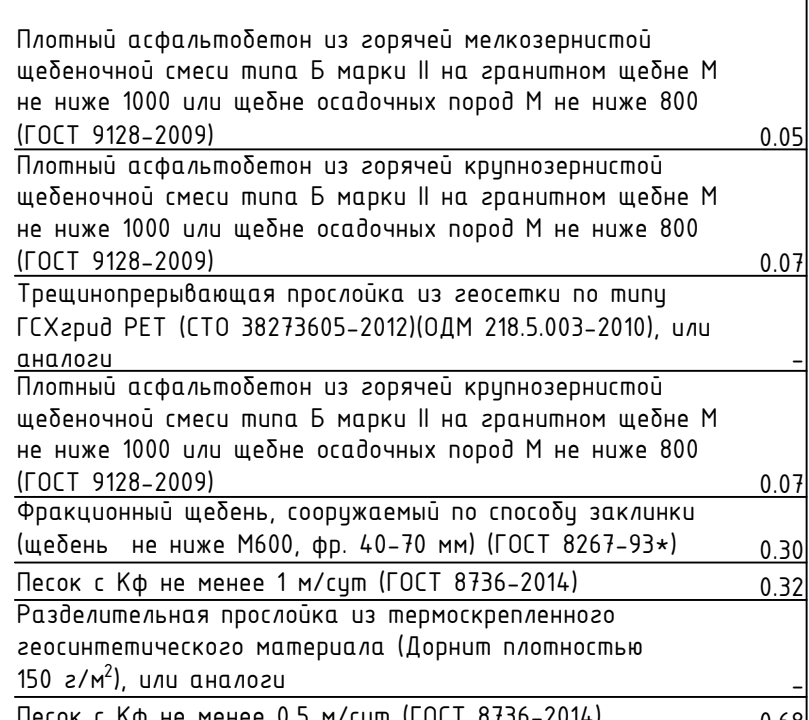 Плотный асфальтобетон из горячей мелкозернистой
щебеночной смеси типа Б марки II на гранитном щебне М
не ниже 1000 или щебне осадочных пород М не ниже 800
(ГОСТ 9128-2009) 0.05
Плотный асфальтобетон из горячей крупнозернистой
щебеночной смеси типа Б марки II на гранитном щебне М
не ниже 1000 или щебне осадочных пород М не ниже 800
(ГОСТ 9128-2009) 0.07
Трещинопрерывающая прослойка из геосетки по типу
ГСХгрид PET (СТО 38273605-2012)(ОДМ 218.5.003-2010), или
аналоги -
Плотный асфальтобетон из горячей крупнозернистой
щебеночной смеси типа Б марки II на гранитном щебне М
не ниже 1000 или щебне осадочных пород М не ниже 800
(ГОСТ 9128-2009) 0.07
Фракционный щебень, сооружаемый по способу заклинки
(щебень не ниже М600, фр. 40-70 мм) (ГОСТ 8267-93*) 0.30
Песок с Кф не менее 1 м/сут (ГОСТ 8736-2014) 0.32
Разделительная прослойка из термоскрепленного
геосинтетического материала (Дорнит плотностью
150 г/м²), или аналоги -
Песок с Кф не менее 0.5 м/сут (ГОСТ 8736-2014)